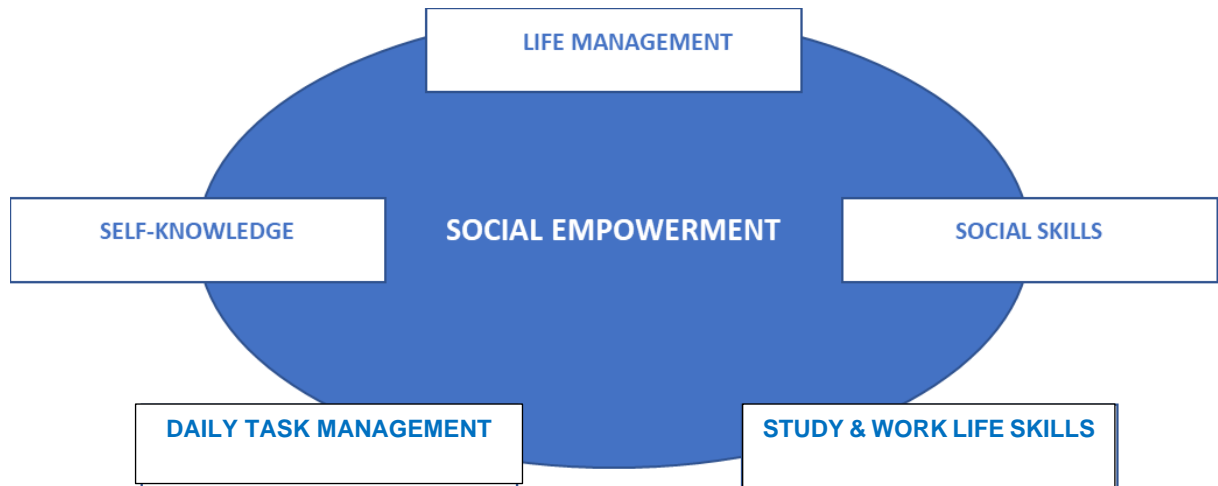 LIFE MANAGEMENT
SELF-KNOWLEDGE
SOCIAL EMPOWERMENT
SOCIAL SKILLS
DAILY TASK MANAGEMENT
STUDY & WORK LIFE SKILLS